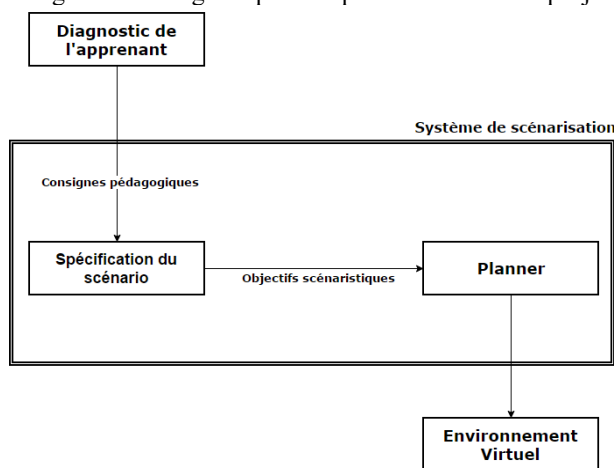 Diagnostic de
l'apprenant
Système de scénarisation
Consignes pédagogiques
Spécification du
scénario
Objectifs scénaristiques
Planner
Environnement
Virtuel